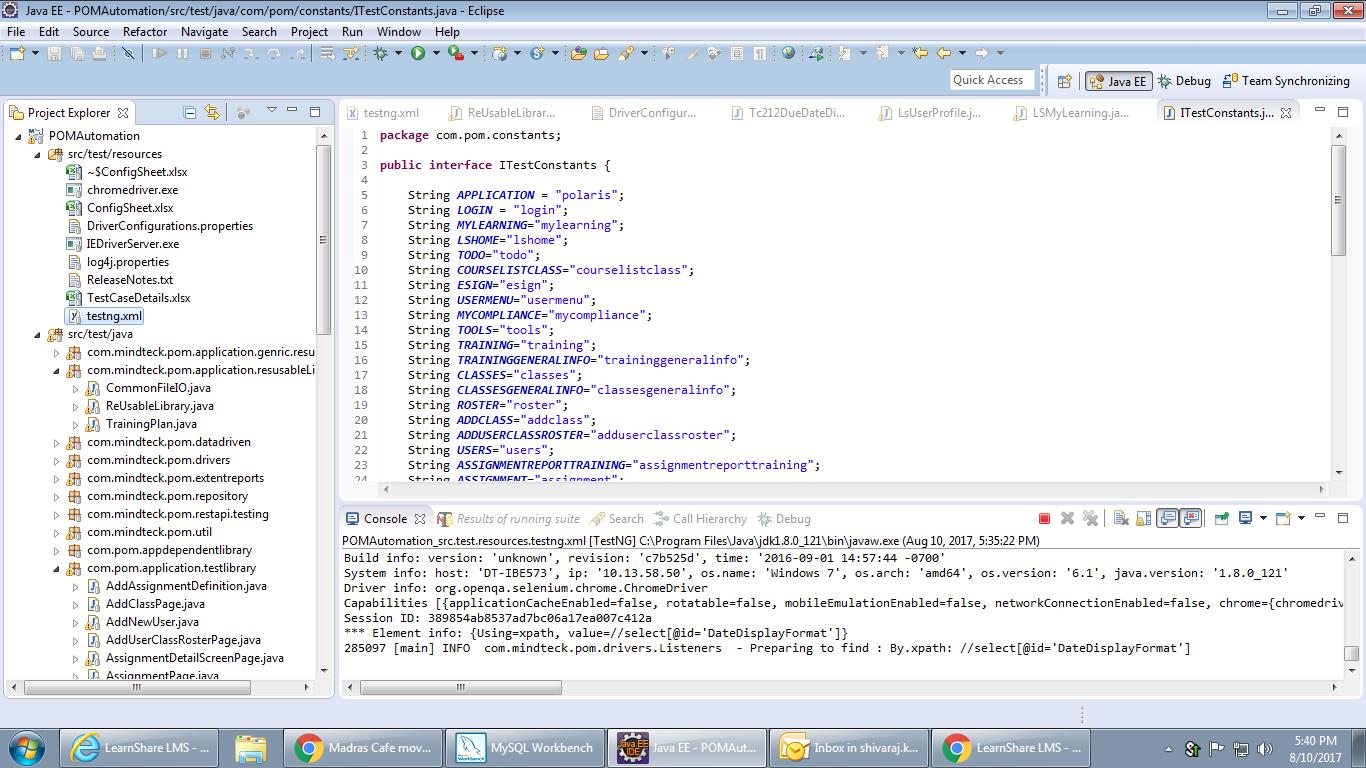 Java EE - POMAutomation/src/test/java/com/pom/constants/ITestConstants.java - Eclipse
File Edit Source Refactor Navigate Search Project Run Window Help
Quick Access Java EE Debug Team Synchronizing
Project Explorer
POMAutomation
src/test/resources
~$ConfigSheet.xlsx
chromedriver.exe
ConfigSheet.xlsx
DriverConfigurations.properties
IEDriverServer.exe
log4j.properties
ReleaseNotes.txt
TestCaseDetails.xlsx
testng.xml
src/test/java
com.mindteck.pom.application.genric.resu
com.mindteck.pom.application.resusableLi
CommonFileIO.java
ReUsableLibrary.java
TrainingPlan.java
com.mindteck.pom.datadriven
com.mindteck.pom.drivers
com.mindteck.pom.extentreports
com.mindteck.pom.repository
com.mindteck.pom.restapi.testing
com.mindteck.pom.util
com.pom.appdependentlibrary
com.pom.application.testlibrary
AddAssignmentDefinition.java
AddClassPage.java
AddNewUser.java
AddUserClassRosterPage.java
AssignmentDetailScreenPage.java
AssignmentPage.java
testng.xml ReUsableLibrar... DriverConfigur... Tc212DueDateDi... LsUserProfile.j... LSMyLearning.ja... ITestConstants.j...
1 package com.pom.constants;
2
3 public interface ITestConstants {
4
5 String APPLICATION = "polaris";
6 String LOGIN = "login";
7 String MYLEARNING="mylearning";
8 String LSHOME="lshome";
9 String TODO="todo";
10 String COURSELISTCLASS="courselistclass";
11 String ESIGN="esign";
12 String USERMENU="usermenu";
13 String MYCOMPLIANCE="mycompliance";
14 String TOOLS="tools";
15 String TRAINING="training";
16 String TRAININGGENERALINFO="traininggeneralinfo";
17 String CLASSES="classes";
18 String CLASSESGENERALINFO="classesgeneralinfo";
19 String ROSTER="roster";
20 String ADDCLASS="addclass";
21 String ADDUSERCLASSROSTER="adduserclassroster";
22 String USERS="users";
23 String ASSIGNMENTREPORTTRAINING="assignmentreporttraining";
24 String ASSIGNMENT="assignment";
Console Results of running suite Search Call Hierarchy Debug
POMAutomation_src.test.resources.testng.xml [TestNG] C:\Program Files\Java\jdk1.8.0_121\bin\javaw.exe (Aug 10, 2017, 5:35:22 PM)
Build info: version: 'unknown', revision: 'c7b525d', time: '2016-09-01 14:57:44 -0700'
System info: host: 'DT-IBE573', ip: '10.13.58.50', os.name: 'Windows 7', os.arch: 'amd64', os.version: '6.1', java.version: '1.8.0_121'
Driver info: org.openqa.selenium.chrome.ChromeDriver
Capabilities [{applicationCacheEnabled=false, rotatable=false, mobileEmulationEnabled=false, networkConnectionEnabled=false, chrome={chromedriv
Session ID: 389854ab8537ad7bc06a17ea007c412a
*** Element info: {Using=xpath, value=//select[@id='DateDisplayFormat']}
285097 [main] INFO com.mindteck.pom.drivers.Listeners - Preparing to find : By.xpath: //select[@id='DateDisplayFormat']
LearnShare LMS - ... Madras Cafe mov... MySQL Workbench Java EE - POMAut... Inbox in shivaraj.k... LearnShare LMS - ...
5:40 PM
8/10/2017